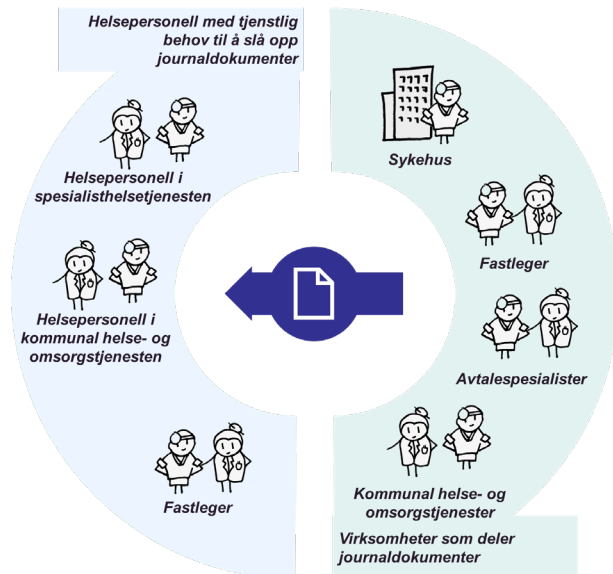 Helsepersonell med tjenstlig
behov til å slå opp
journaldokumenter
Helsepersonell i
spesialisthelsetjenesten
Helsepersonell i
kommunal helse- og
omsorgstjenesten
Fastleger
Sykehus
Fastleger
Avtalespesialister
Kommunal helse- og
omsorgstjenester
Virksomheter som deler
journaldokumenter